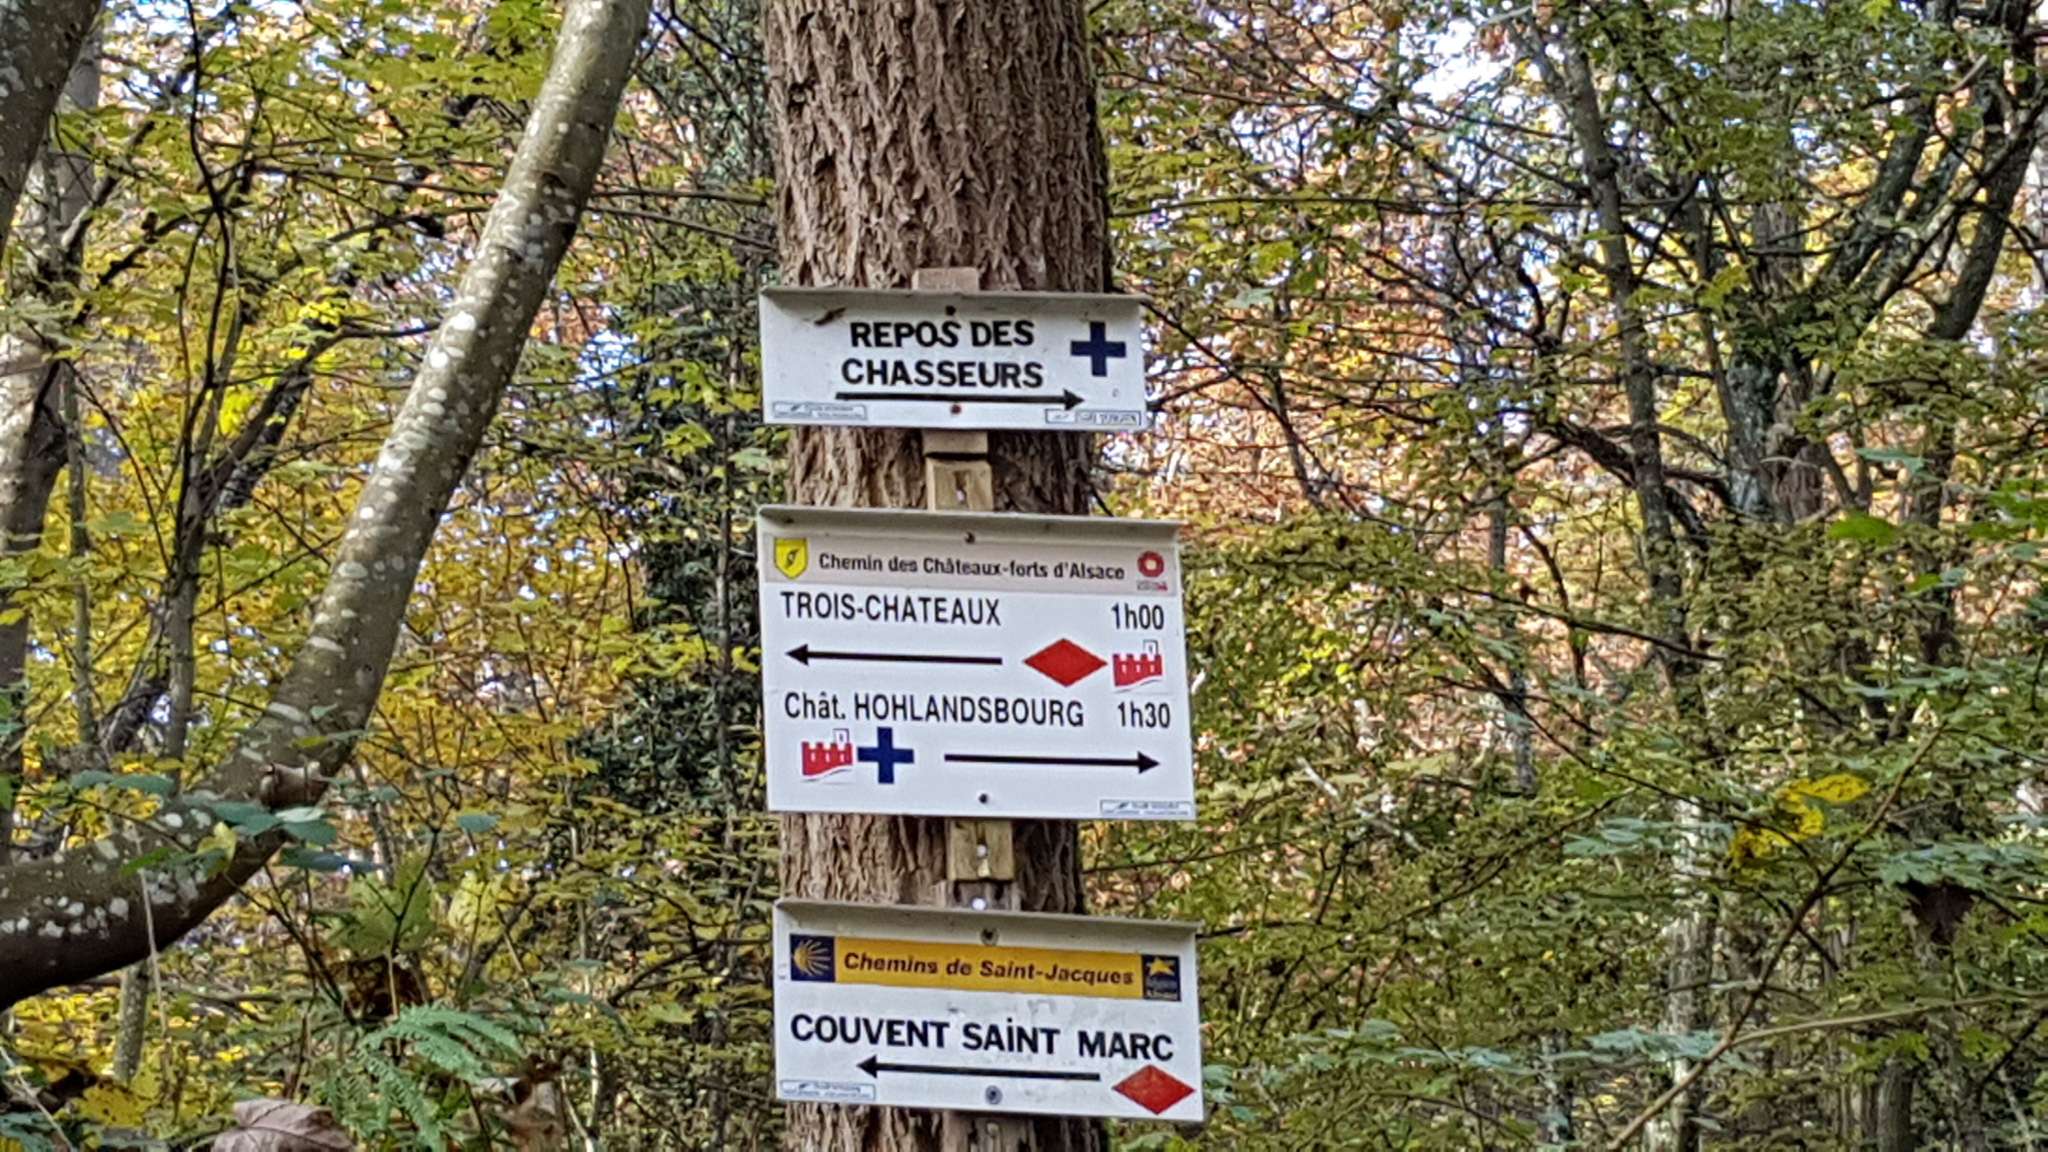 REPOS DES
CHASSEURS
Chemin des Châteaux-forts d'Alsace
TROIS-CHATEAUX 1h00
Chât. HOHLANDSBOURG 1h30
Chemins de Saint-Jacques
COUVENT SAiNT MARC